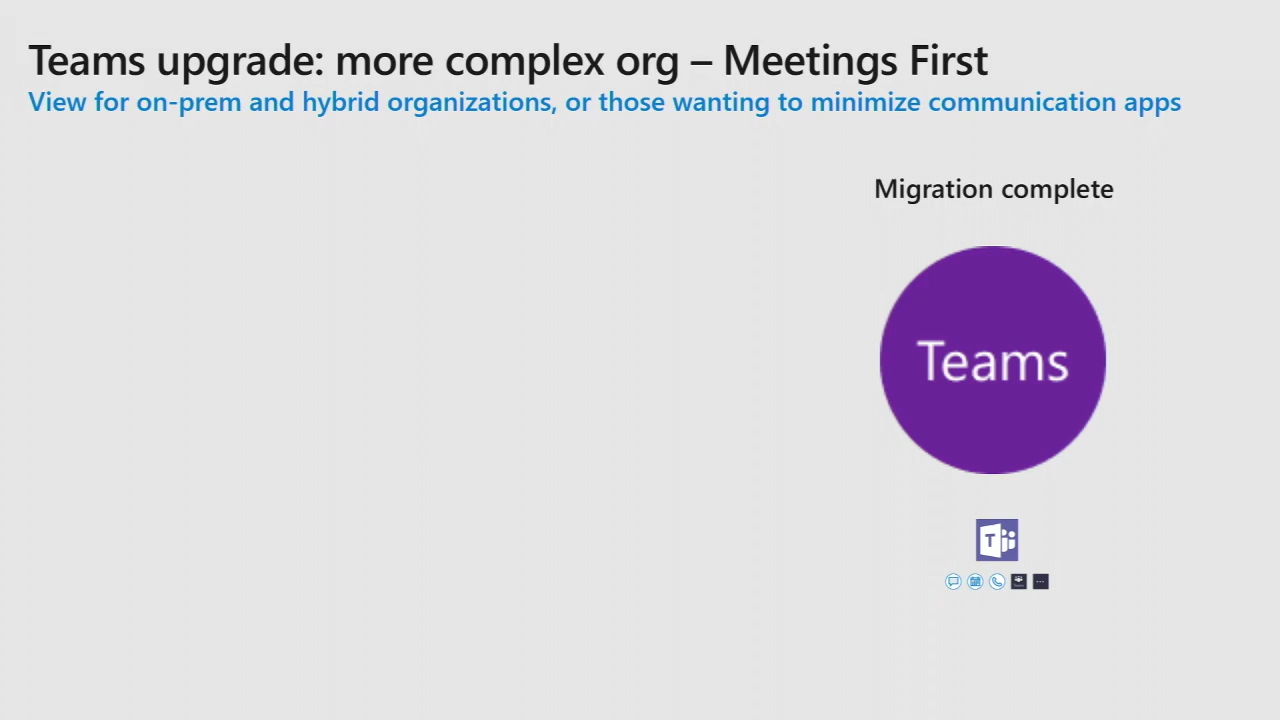 Teams upgrade: more complex org – Meetings First
View for on-prem and hybrid organizations, or those wanting to minimize communication apps
Migration complete
Teams
T